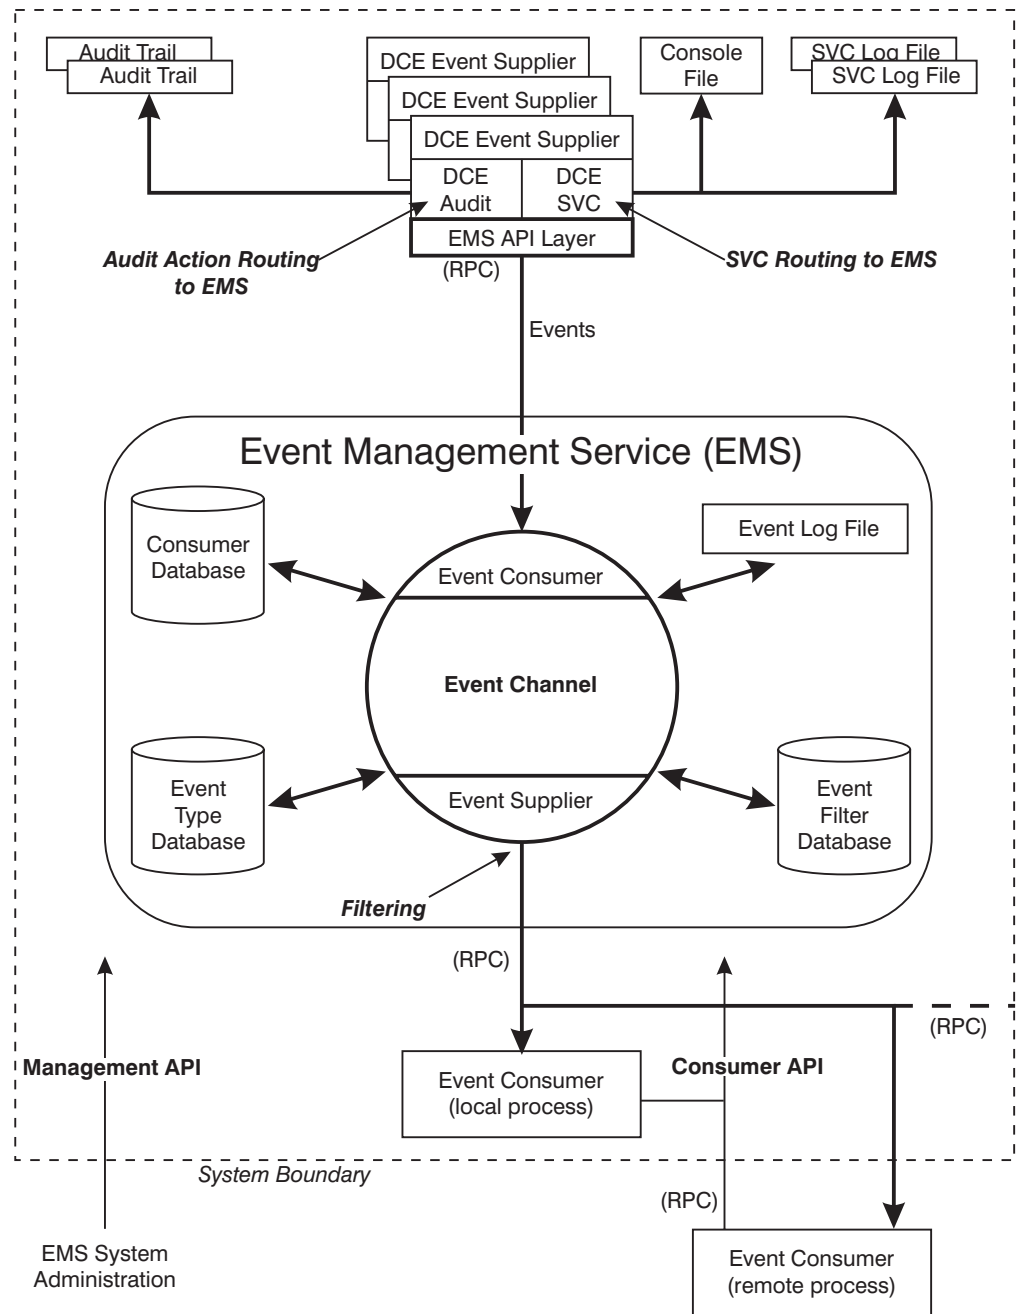 Audit Trail
Audit Trail
DCE Event Supplier
DCE Event Supplier
DCE Event Supplier
DCE
Audit
DCE
SVC
EMS API Layer
(RPC)
Console
File
SVC Log File
SVC Log File
Audit Action Routing
to EMS
SVC Routing to EMS
Events
Event Management Service (EMS)
Consumer
Database
Event Log File
Event Consumer
Event Channel
Event Supplier
Event
Type
Database
Event
Filter
Database
Filtering
(RPC)
(RPC)
Management API
Event Consumer
(local process)
Consumer API
System Boundary
(RPC)
EMS System
Administration
Event Consumer
(remote process)